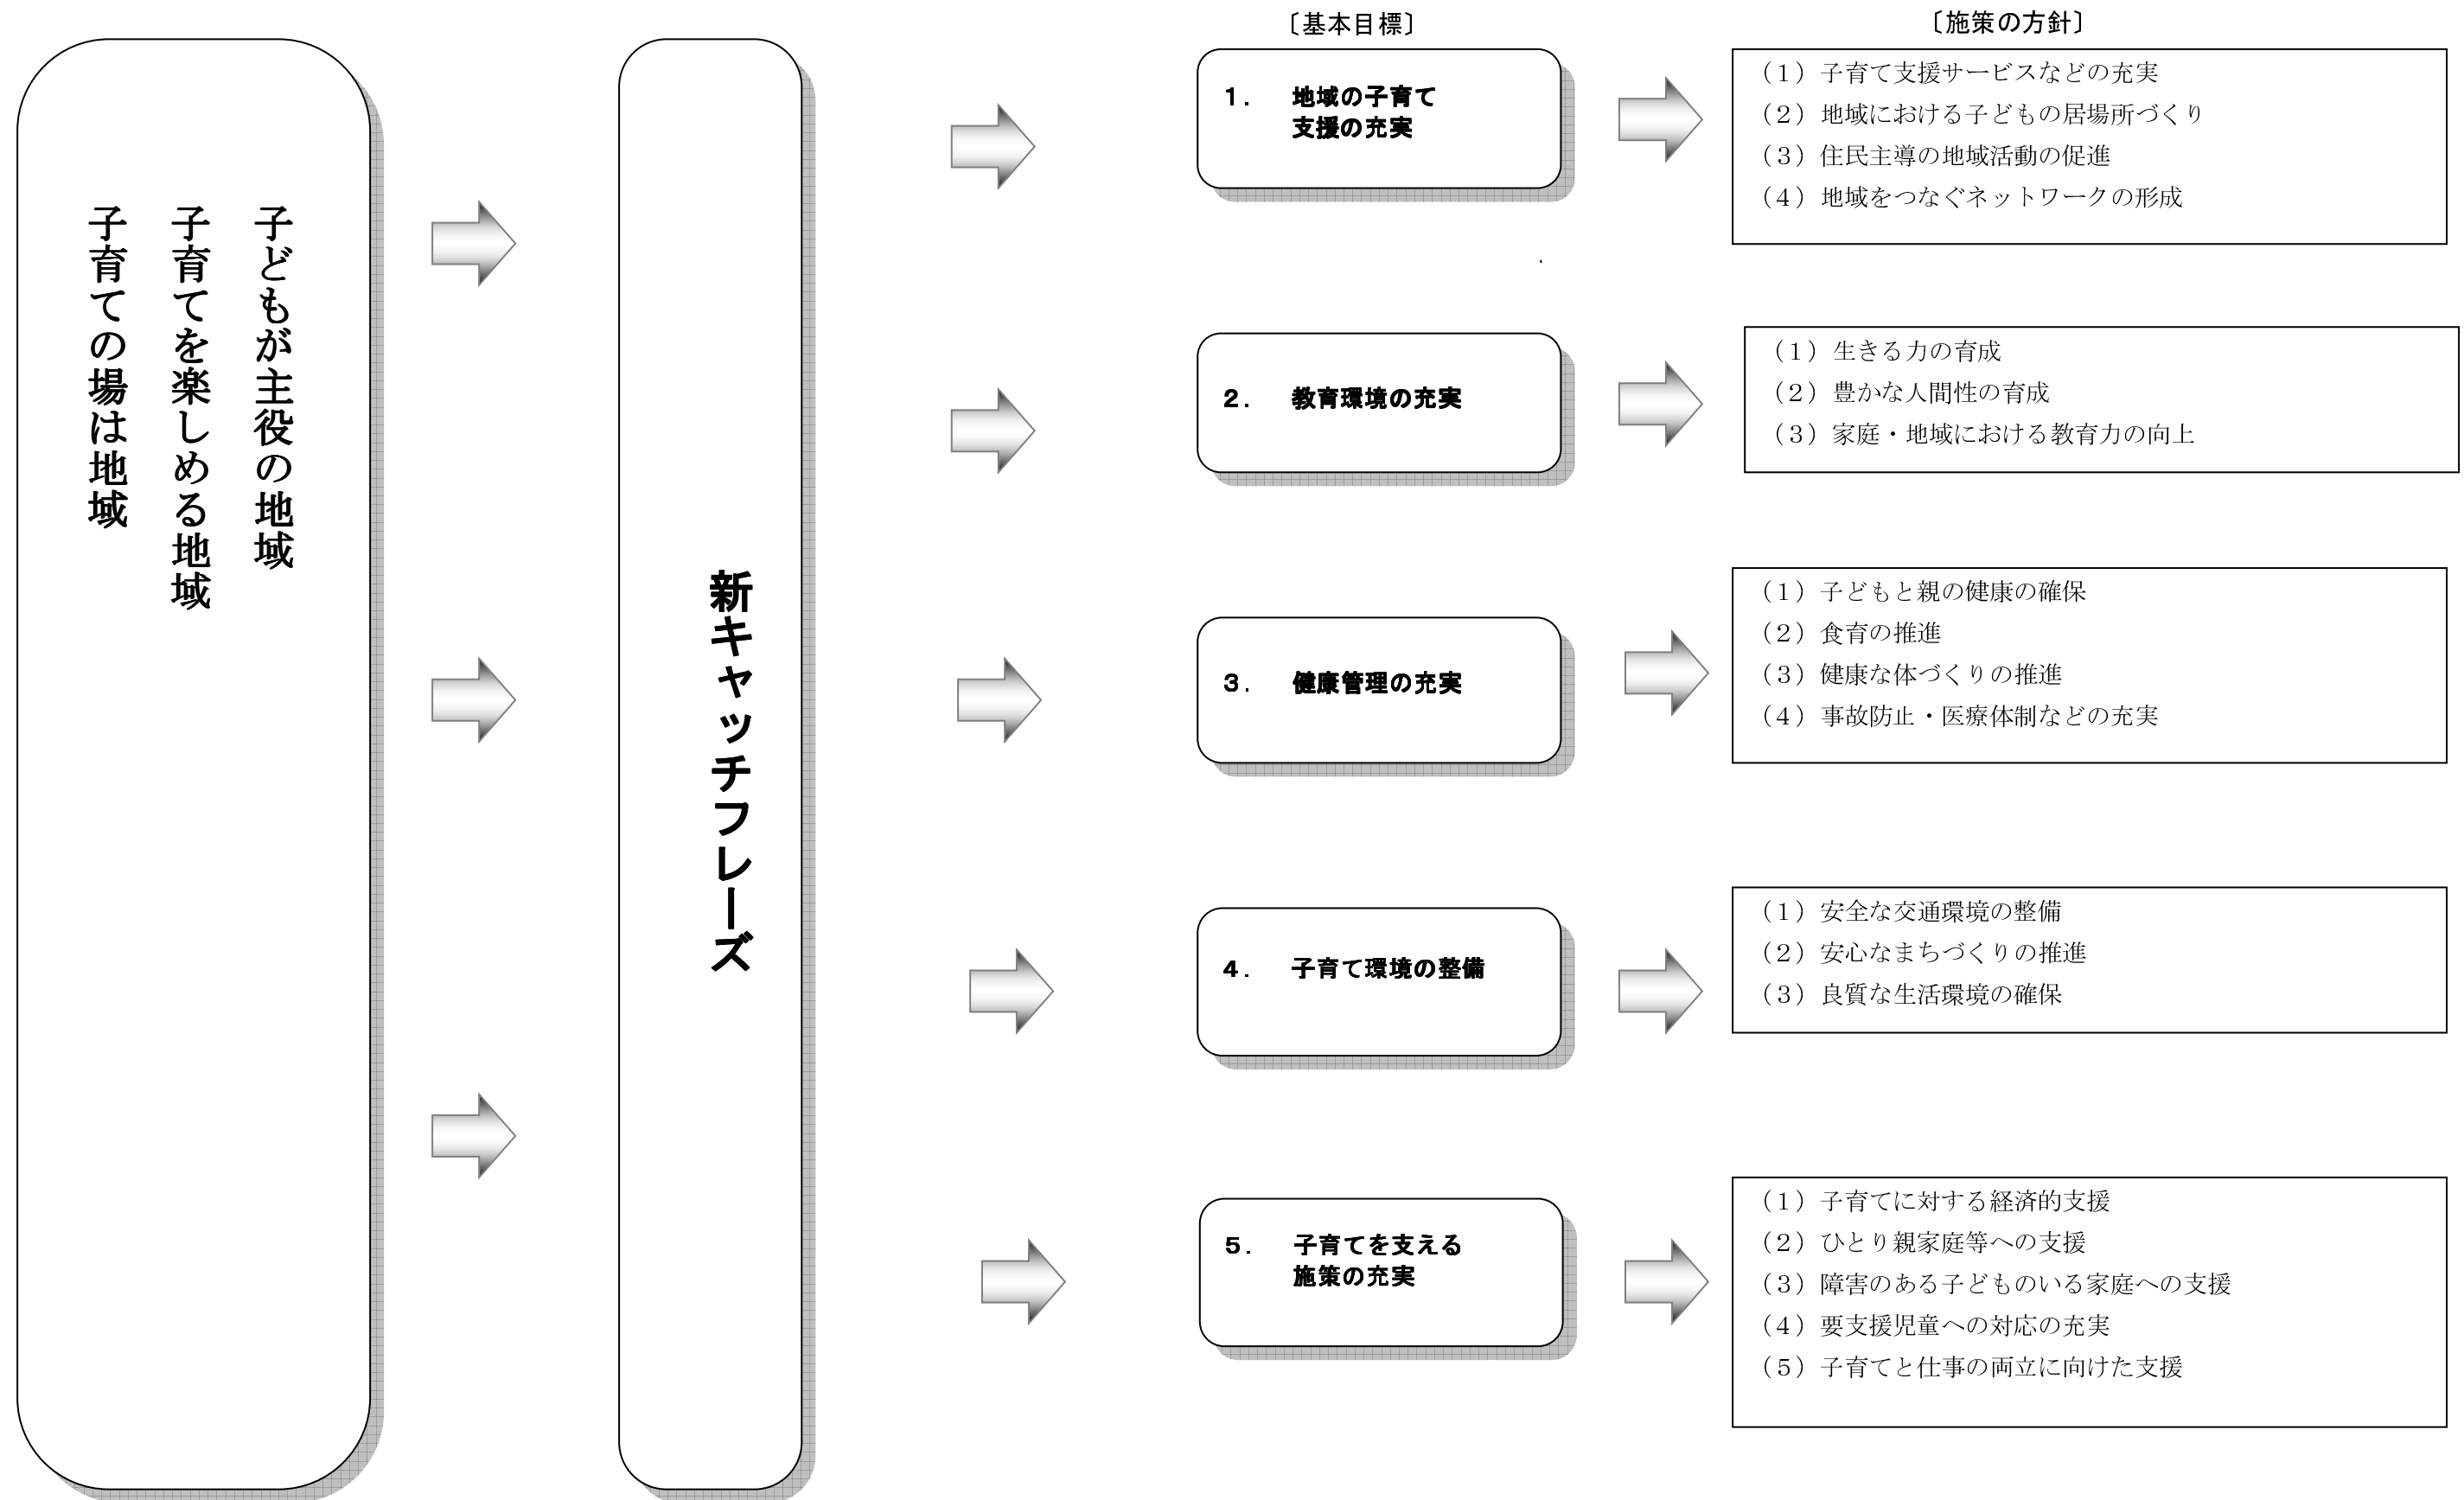 子どもが主役の地域
子育てを楽しめる地域
子育ての場は地域
新キャッチフレーズ
〔基本目標〕
〔施策の方針〕
１． 地域の子育て
支援の充実
（１）子育て支援サービスなどの充実
（２）地域における子どもの居場所づくり
（３）住民主導の地域活動の促進
（４）地域をつなぐネットワークの形成
２． 教育環境の充実
（１）生きる力の育成
（２）豊かな人間性の育成
（３）家庭・地域における教育力の向上
３． 健康管理の充実
（１）子どもと親の健康の確保
（２）食育の推進
（３）健康な体づくりの推進
（４）事故防止・医療体制などの充実
４． 子育て環境の整備
（１）安全な交通環境の整備
（２）安心なまちづくりの推進
（３）良質な生活環境の確保
５． 子育てを支える
施策の充実
（１）子育てに対する経済的支援
（２）ひとり親家庭等への支援
（３）障害のある子どものいる家庭への支援
（４）要支援児童への対応の充実
（５）子育てと仕事の両立に向けた支援